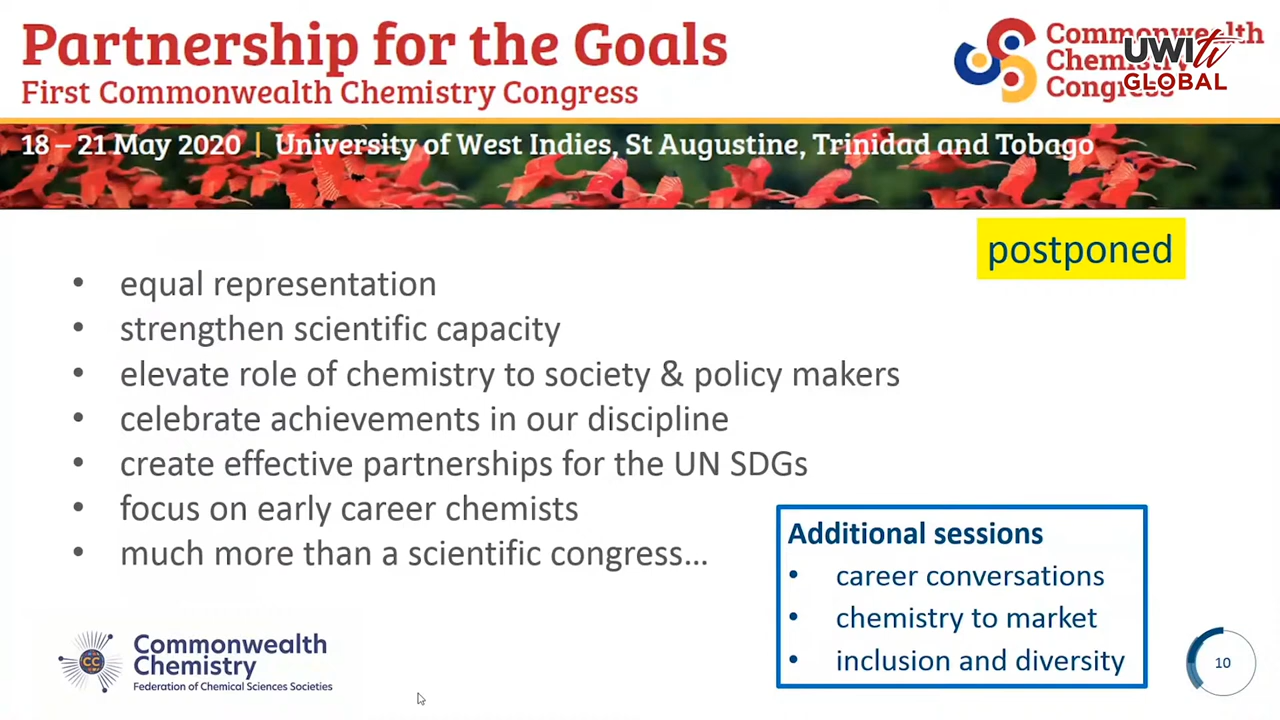 Partnership for the Goals
First Commonwealth Chemistry Congress
Commonwealth
Chemistry
Congress
UWItv
GLOBAL
18 – 21 May 2020 | University of West Indies, St Augustine, Trinidad and Tobago
postponed
• equal representation
• strengthen scientific capacity
• elevate role of chemistry to society & policy makers
• celebrate achievements in our discipline
• create effective partnerships for the UN SDGs
• focus on early career chemists
• much more than a scientific congress...
Additional sessions
• career conversations
• chemistry to market
• inclusion and diversity
CC
Commonwealth
Chemistry
Federation of Chemical Sciences Societies
10